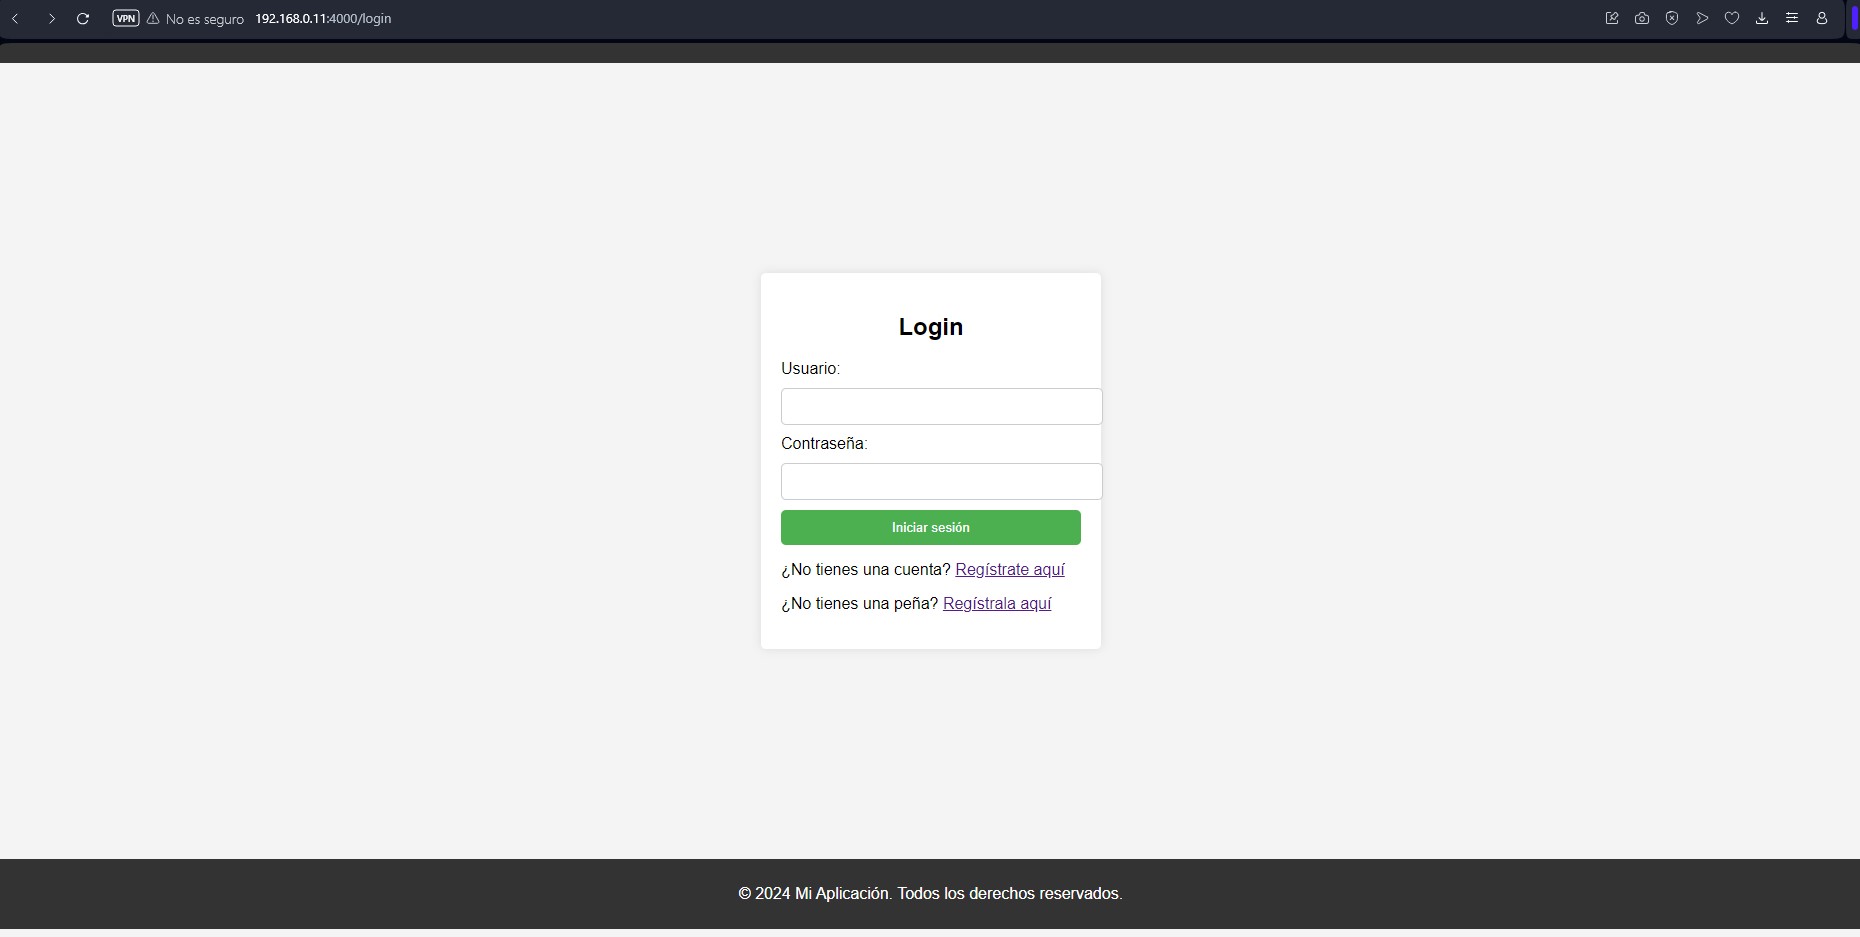 VPN No es seguro 192.168.0.11:4000/login
Login
Usuario:
Contraseña:
Iniciar sesión
¿No tienes una cuenta? Regístrate aquí
¿No tienes una peña? Regístrala aquí
© 2024 Mi Aplicación. Todos los derechos reservados.